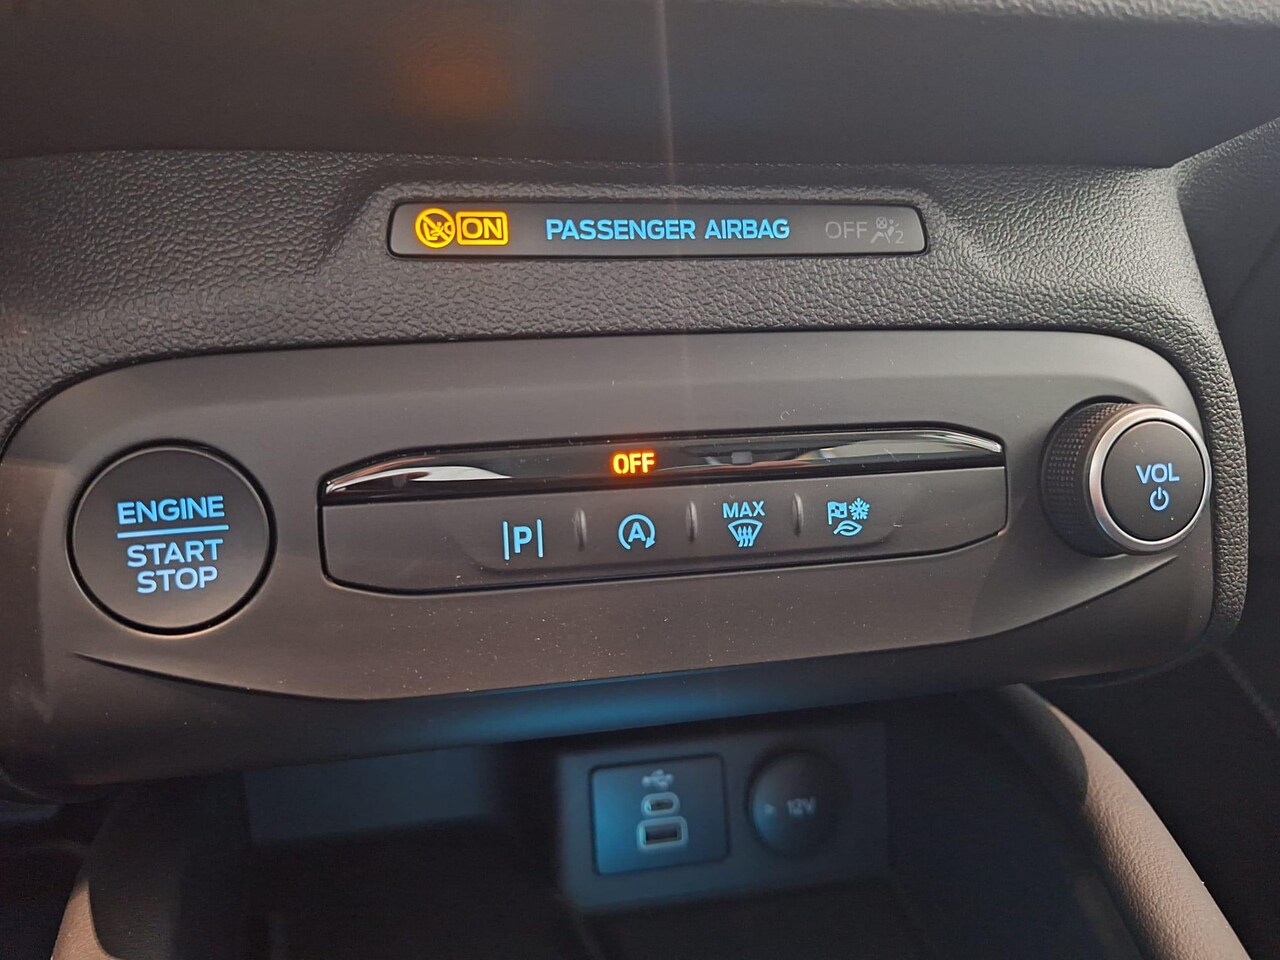 ON PASSENGER AIRBAG OFF 2
OFF
ENGINE
START
STOP
P
A
MAX
VOL
12V